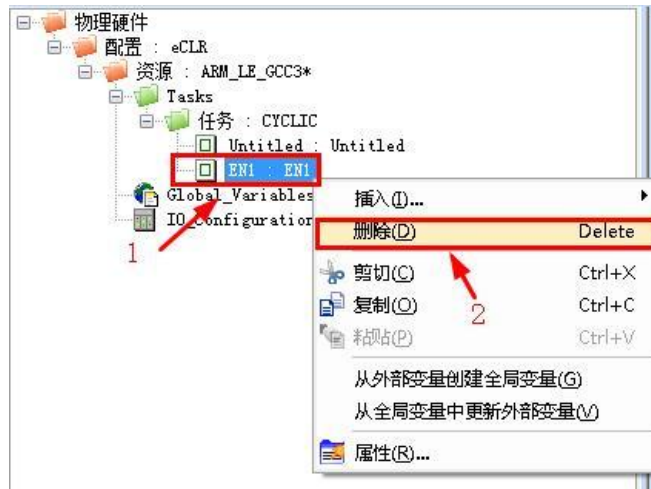 物理硬件
配置 : eCLR
资源 : ARM_LE_GCC3*
Tasks
任务 : CYCLIC
Untitled : Untitled
EN1 : EN1
Global_Variables
IO_Configuration
1
插入(I)...
删除(D) Delete
2
剪切(C) Ctrl+X
复制(O) Ctrl+C
粘贴(P) Ctrl+V
从外部变量创建全局变量(G)
从全局变量中更新外部变量(V)
属性(R)...